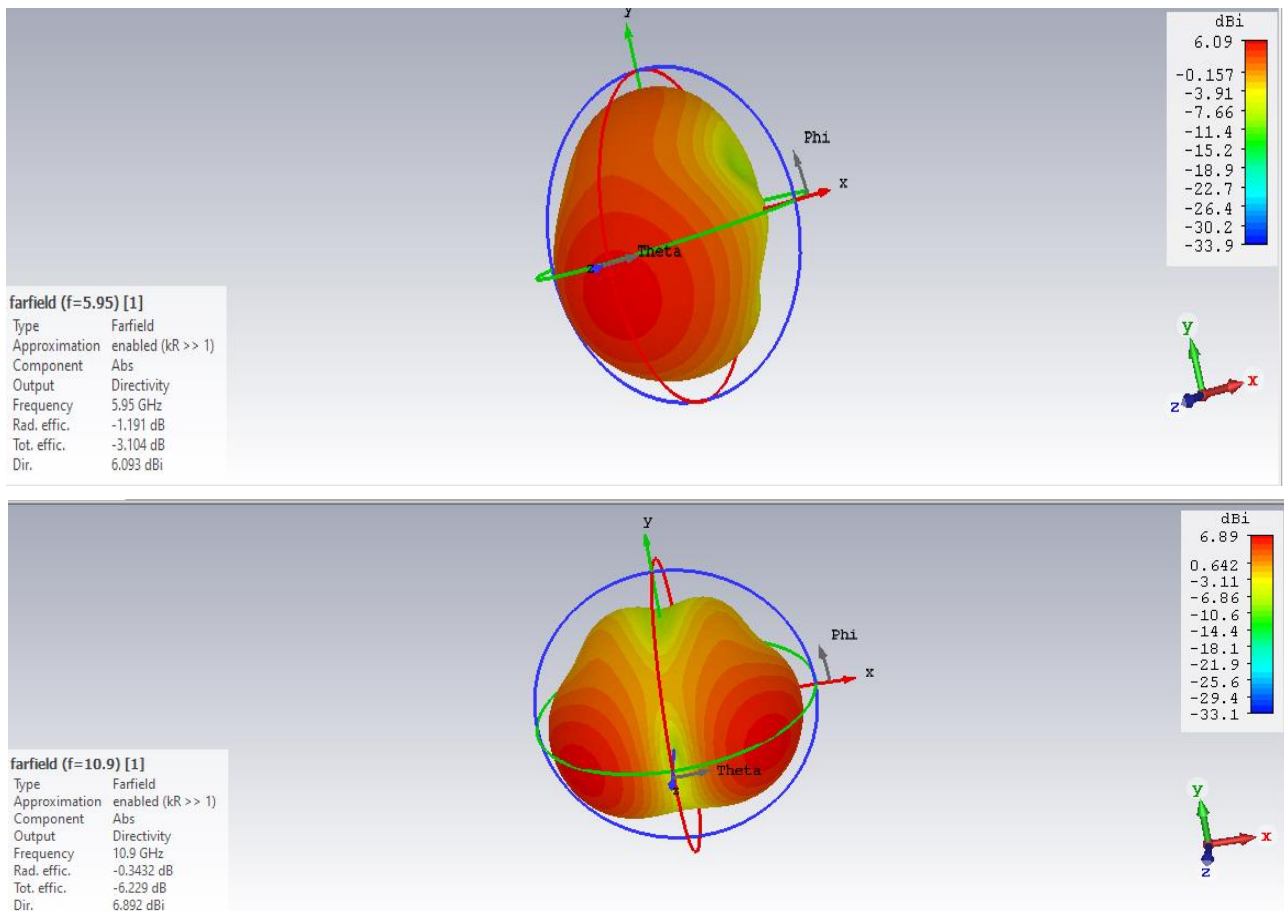 y
dBi
6.09
-0.157
-3.91
-7.66
-11.4
-15.2
-18.9
-22.7
-26.4
-30.2
-33.9
Phi
x
Theta
z
farfield (f=5.95) [1]
Type Farfield
Approximation enabled (kR >> 1)
Component Abs
Output Directivity
Frequency 5.95 GHz
Rad. effic. -1.191 dB
Tot. effic. -3.104 dB
Dir. 6.093 dBi
y
x
z
y
dBi
6.89
0.642
-3.11
-6.86
-10.6
-14.4
-18.1
-21.9
-25.6
-29.4
-33.1
Phi
x
Theta
z
farfield (f=10.9) [1]
Type Farfield
Approximation enabled (kR >> 1)
Component Abs
Output Directivity
Frequency 10.9 GHz
Rad. effic. -0.3432 dB
Tot. effic. -6.229 dB
Dir. 6.892 dBi
y
x
z